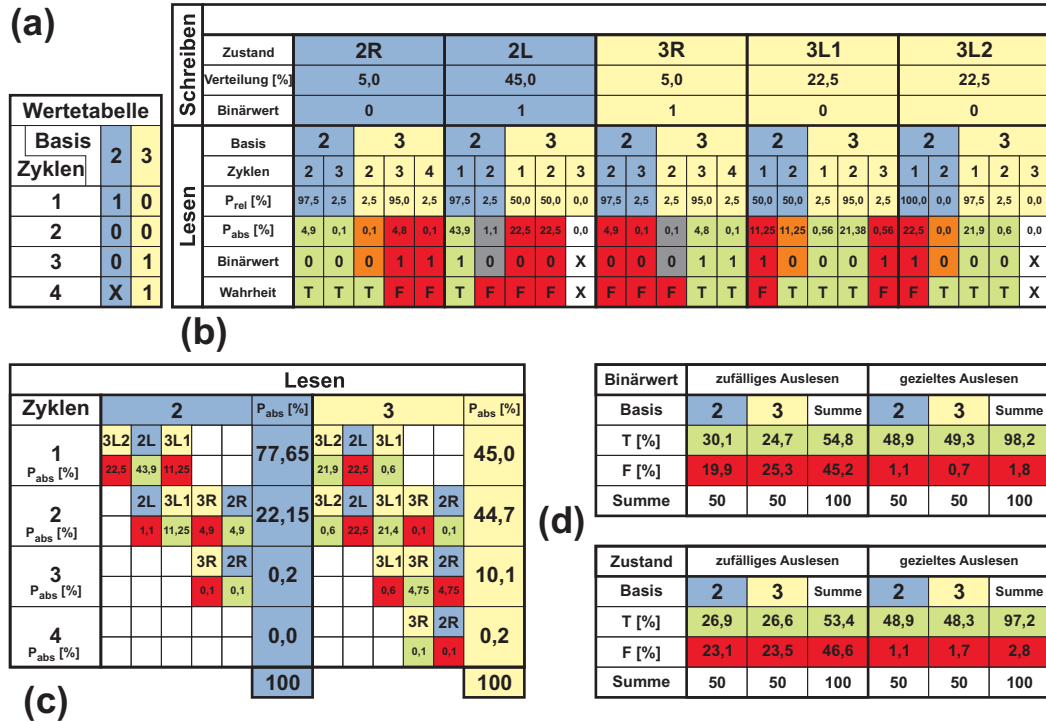 (a)
Wertetabelle
Basis 2 3
Zyklen
1 1 0
2 0 0
3 0 1
4 X 1
Schreiben
Zustand 2R 2L 3R 3L1 3L2
Verteilung [%] 5,0 45,0 5,0 22,5 22,5
Binärwert 0 1 1 0 0
Lesen
Basis 2 3 2 3 2 3 2 3 2 3
Zyklen 2 3 2 3 4 1 2 1 2 3 2 3 2 3 4 1 2 1 2 3 1 2 1 2 3
Prel [%] 97,5 2,5 2,5 95,0 2,5 97,5 2,5 50,0 50,0 0,0 97,5 2,5 2,5 95,0 2,5 50,0 50,0 2,5 95,0 2,5 100,0 0,0 97,5 2,5 0,0
Pabs [%] 4,9 0,1 0,1 4,8 0,1 43,9 1,1 22,5 22,5 0,0 4,9 0,1 0,1 4,8 0,1 11,25 11,25 0,56 21,38 0,56 22,5 0,0 21,9 0,6 0,0
Binärwert 0 0 0 1 1 1 0 0 0 X 0 0 0 1 1 1 0 0 0 1 1 0 0 0 X
Wahrheit T T T F F T F F F X F F F T T F T T T F F T T T X
(b)
Lesen
Zyklen 2 Pabs [%] 3 Pabs [%]
3L2 2L 3L1 3L2 2L 3L1
1 77,65 45,0
Pabs [%] 22,5 43,9 11,25 21,9 22,5 0,6
2L 3L1 3R 2R 3L2 2L 3L1 3R 2R
2 22,15 44,7
Pabs [%] 1,1 11,25 4,9 4,9 0,6 22,5 21,4 0,1 0,1
3R 2R 3L1 3R 2R
3 0,2 10,1
Pabs [%] 0,1 0,1 0,6 4,75 4,75
3R 2R
4 0,0 0,2
Pabs [%] 0,1 0,1
100 100
(c)
Binärwert zufälliges Auslesen gezieltes Auslesen
Basis 2 3 Summe 2 3 Summe
T [%] 30,1 24,7 54,8 48,9 49,3 98,2
F [%] 19,9 25,3 45,2 1,1 0,7 1,8
Summe 50 50 100 50 50 100
(d)
Zustand zufälliges Auslesen gezieltes Auslesen
Basis 2 3 Summe 2 3 Summe
T [%] 26,9 26,6 53,4 48,9 48,3 97,2
F [%] 23,1 23,5 46,6 1,1 1,7 2,8
Summe 50 50 100 50 50 100